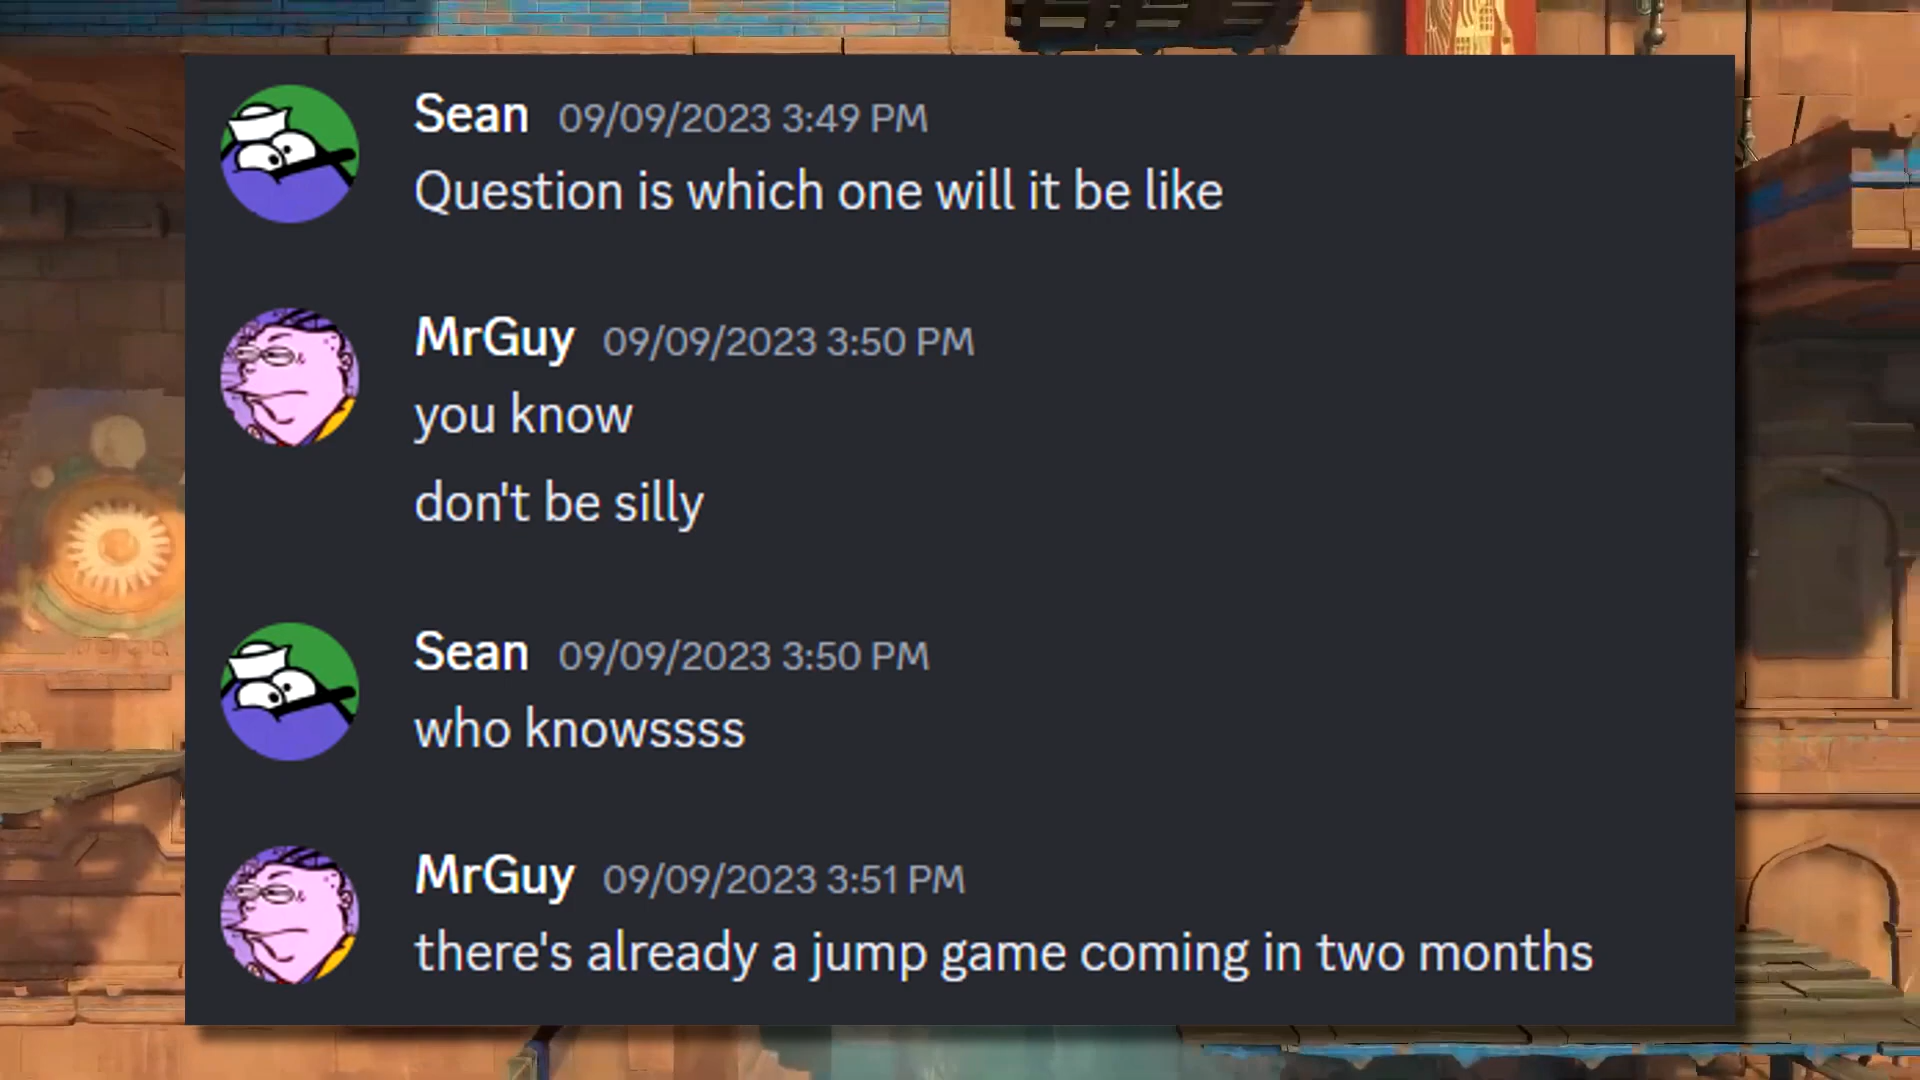 Sean 09/09/2023 3:49 PM
Question is which one will it be like
MrGuy 09/09/2023 3:50 PM
you know
don't be silly
Sean 09/09/2023 3:50 PM
who knowssss
MrGuy 09/09/2023 3:51 PM
there's already a jump game coming in two months